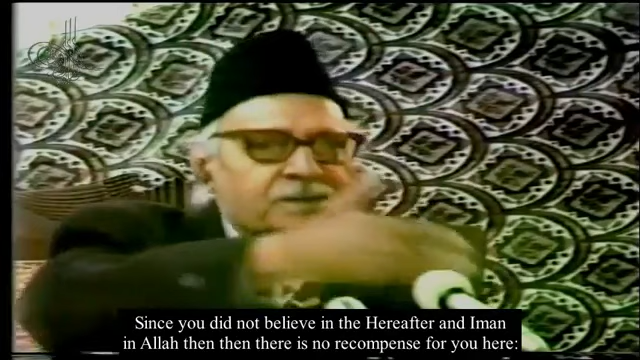 Since you did not believe in the Hereafter and Iman
in Allah then then there is no recompense for you here: